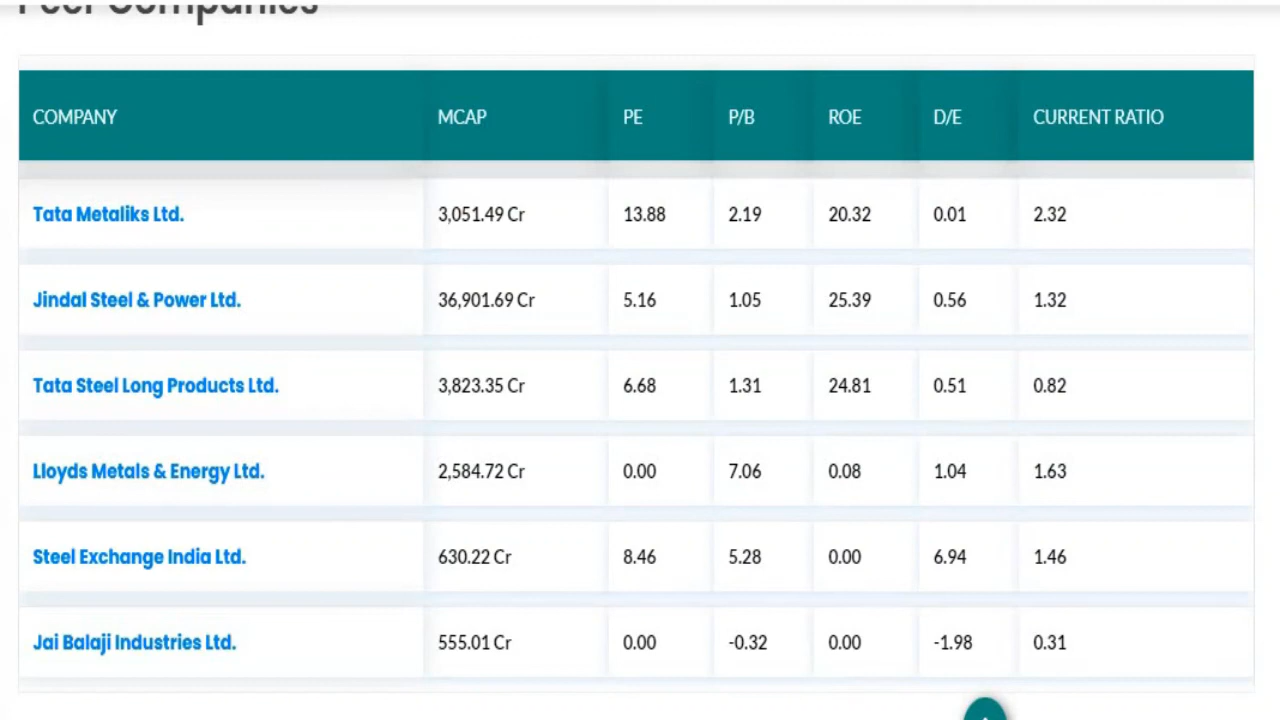 Peer Companies
COMPANY MCAP PE P/B ROE D/E CURRENT RATIO
Tata Metaliks Ltd. 3,051.49 Cr 13.88 2.19 20.32 0.01 2.32
Jindal Steel & Power Ltd. 36,901.69 Cr 5.16 1.05 25.39 0.56 1.32
Tata Steel Long Products Ltd. 3,823.35 Cr 6.68 1.31 24.81 0.51 0.82
Lloyds Metals & Energy Ltd. 2,584.72 Cr 0.00 7.06 0.08 1.04 1.63
Steel Exchange India Ltd. 630.22 Cr 8.46 5.28 0.00 6.94 1.46
Jai Balaji Industries Ltd. 555.01 Cr 0.00 -0.32 0.00 -1.98 0.31